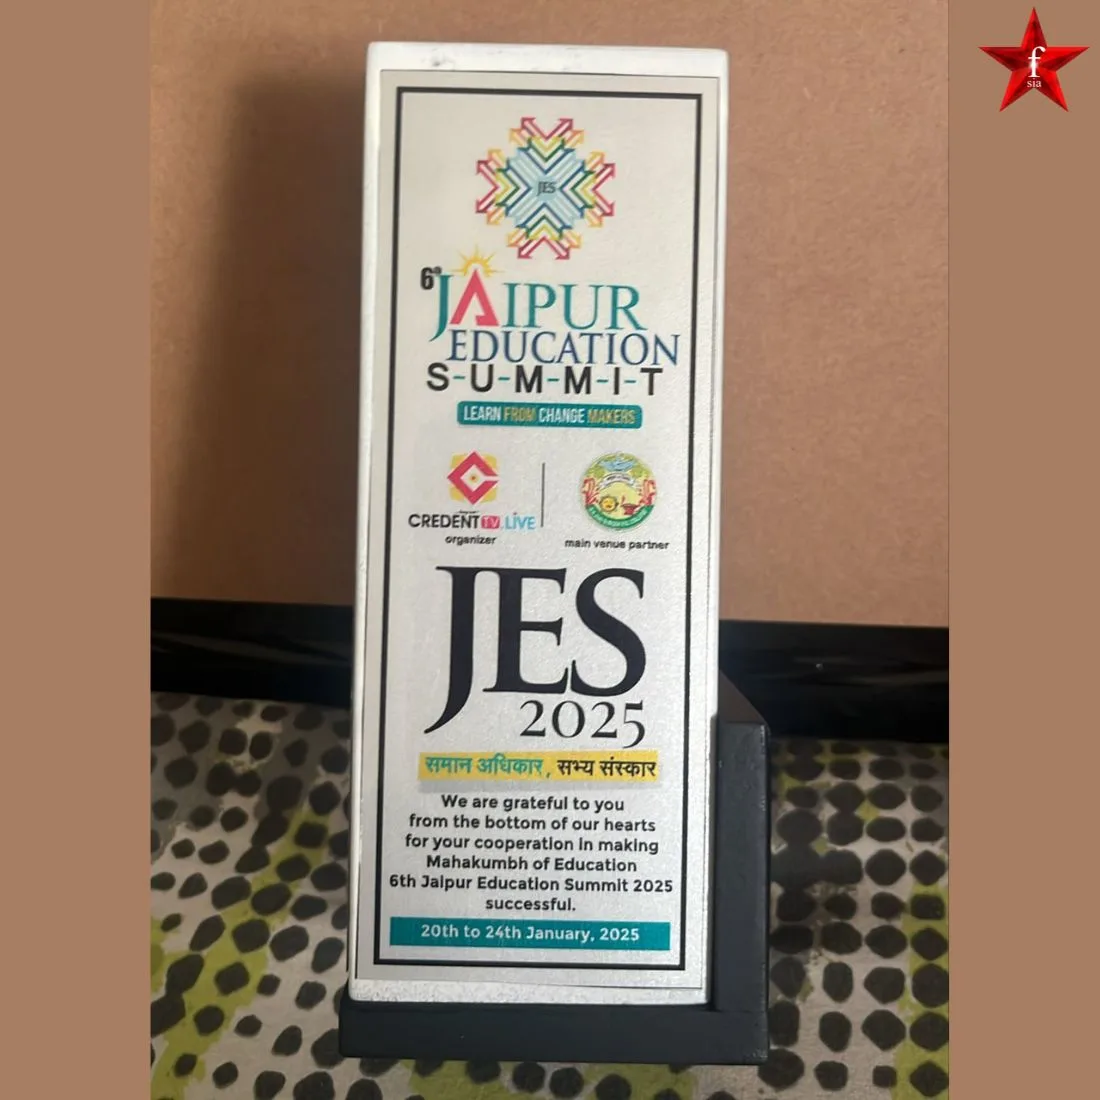 f
sia
JES
6th
JAIPUR
EDUCATION
S-U-M-M-I-T
LEARN FROM CHANGE MAKERS
CREDENT TV LIVE
organizer
main venue partner
JES
2025
समान अधिकार, सभ्य संस्कार
We are grateful to you
from the bottom of our hearts
for your cooperation in making
Mahakumbh of Education
6th Jaipur Education Summit 2025
successful.
20th to 24th January, 2025